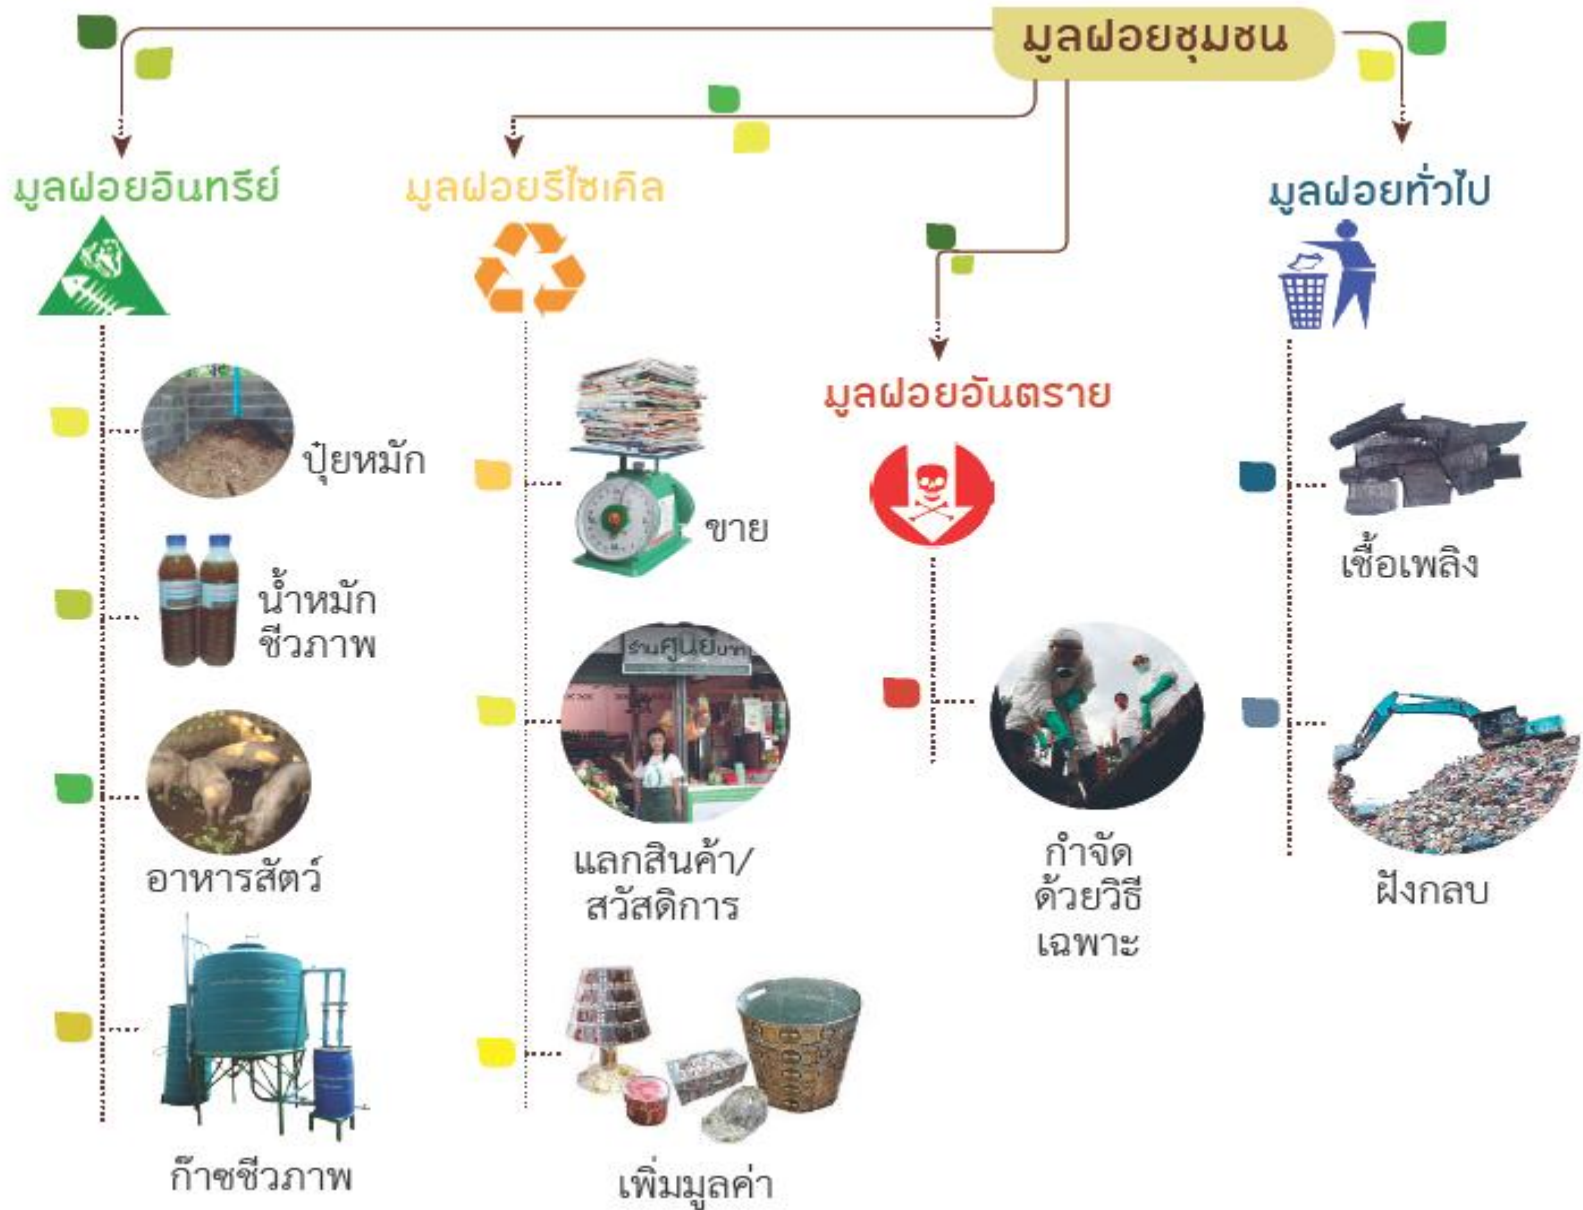 มูลฝอยชุมชน
มูลฝอยอินทรีย์
มูลฝอยรีไซเคิล
มูลฝอยทั่วไป
มูลฝอยอันตราย
ปุ๋ยหมัก
น้ำหมัก
ชีวภาพ
อาหารสัตว์
ก๊าซชีวภาพ
ขาย
ร้านศูนย์บาท
แลกสินค้า/
สวัสดิการ
เพิ่มมูลค่า
กำจัด
ด้วยวิธี
เฉพาะ
เชื้อเพลิง
ฝังกลบ